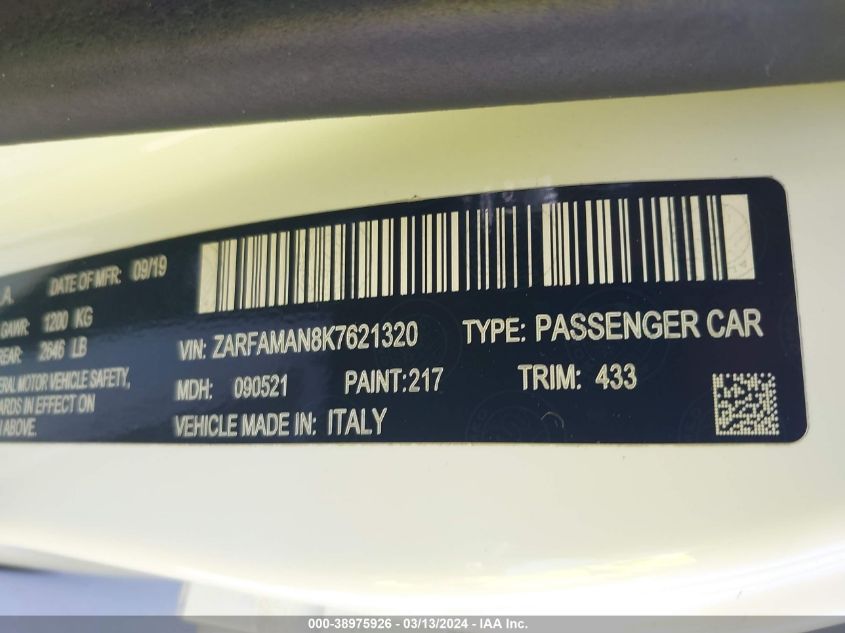 .A. DATE OF MFR: 09/19
GAWR: 1200 KG
REAR: 2646 LB
VIN: ZARFAMAN8K7621320 TYPE: PASSENGER CAR
ERAL MOTOR VEHICLE SAFETY,
MDH: 090521 PAINT:217 TRIM: 433
ARDS IN EFFECT ON
ABOVE.
VEHICLE MADE IN: ITALY
000-38975926 - 03/13/2024 - IAA Inc.